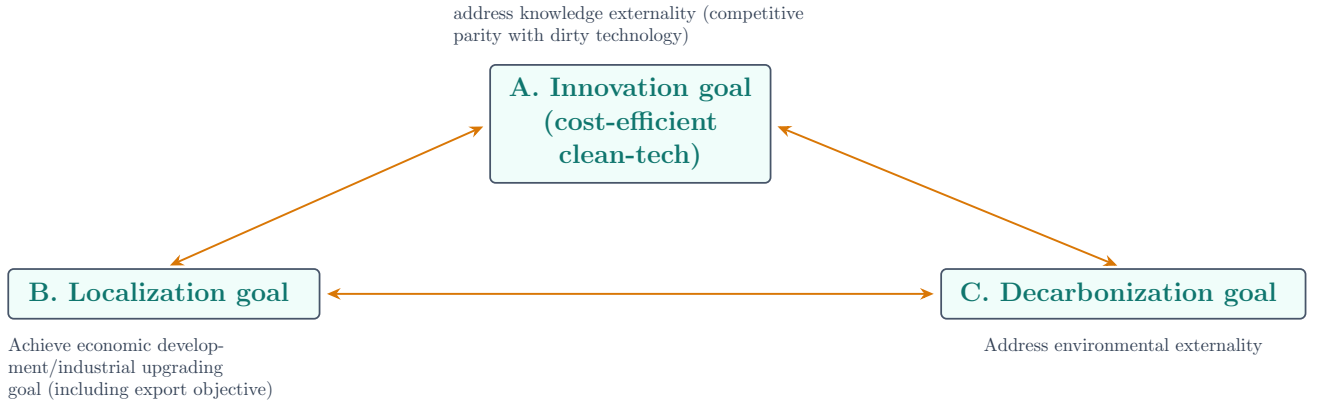 address knowledge externality (competitive
parity with dirty technology)
A. Innovation goal
(cost-efficient
clean-tech)
B. Localization goal
C. Decarbonization goal
Achieve economic develop-
ment/industrial upgrading
goal (including export objective)
Address environmental externality